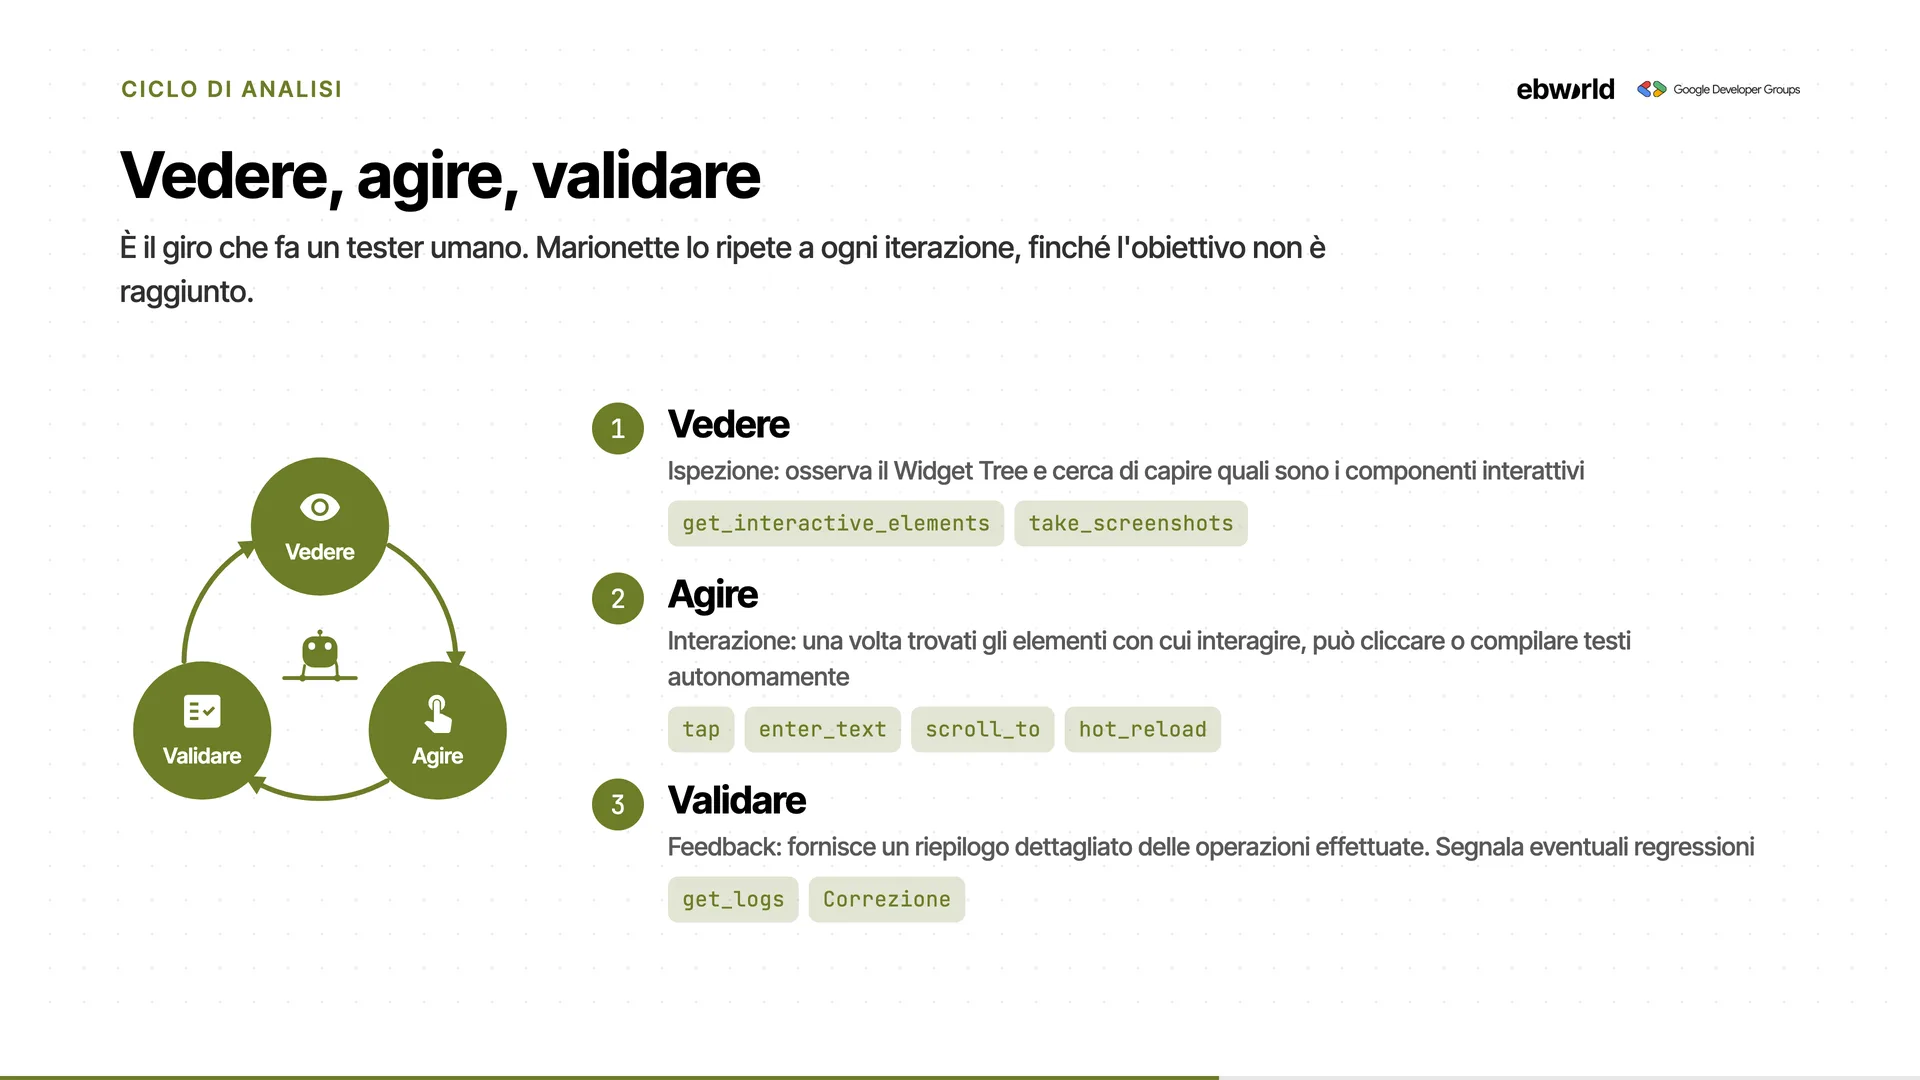 CICLO DI ANALISI
ebworld
Google Developer Groups
Vedere, agire, validare
È il giro che fa un tester umano. Marionette lo ripete a ogni iterazione, finché l'obiettivo non è
raggiunto.
Vedere
Validare
Agire
1
Vedere
Ispezione: osserva il Widget Tree e cerca di capire quali sono i componenti interattivi
get_interactive_elements take_screenshots
2
Agire
Interazione: una volta trovati gli elementi con cui interagire, può cliccare o compilare testi
autonomamente
tap enter_text scroll_to hot_reload
3
Validare
Feedback: fornisce un riepilogo dettagliato delle operazioni effettuate. Segnala eventuali regressioni
get_logs Correzione